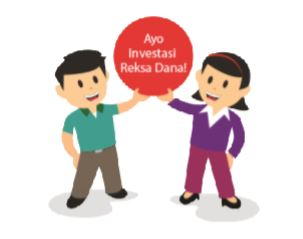 Ayo
Investasi
Reksa Dana!